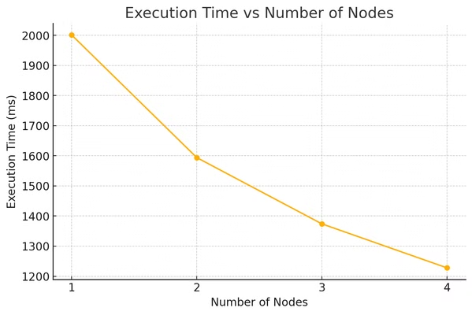 Execution Time vs Number of Nodes
Execution Time (ms)
2000
1900
1800
1700
1600
1500
1400
1300
1200
1 2 3 4
Number of Nodes